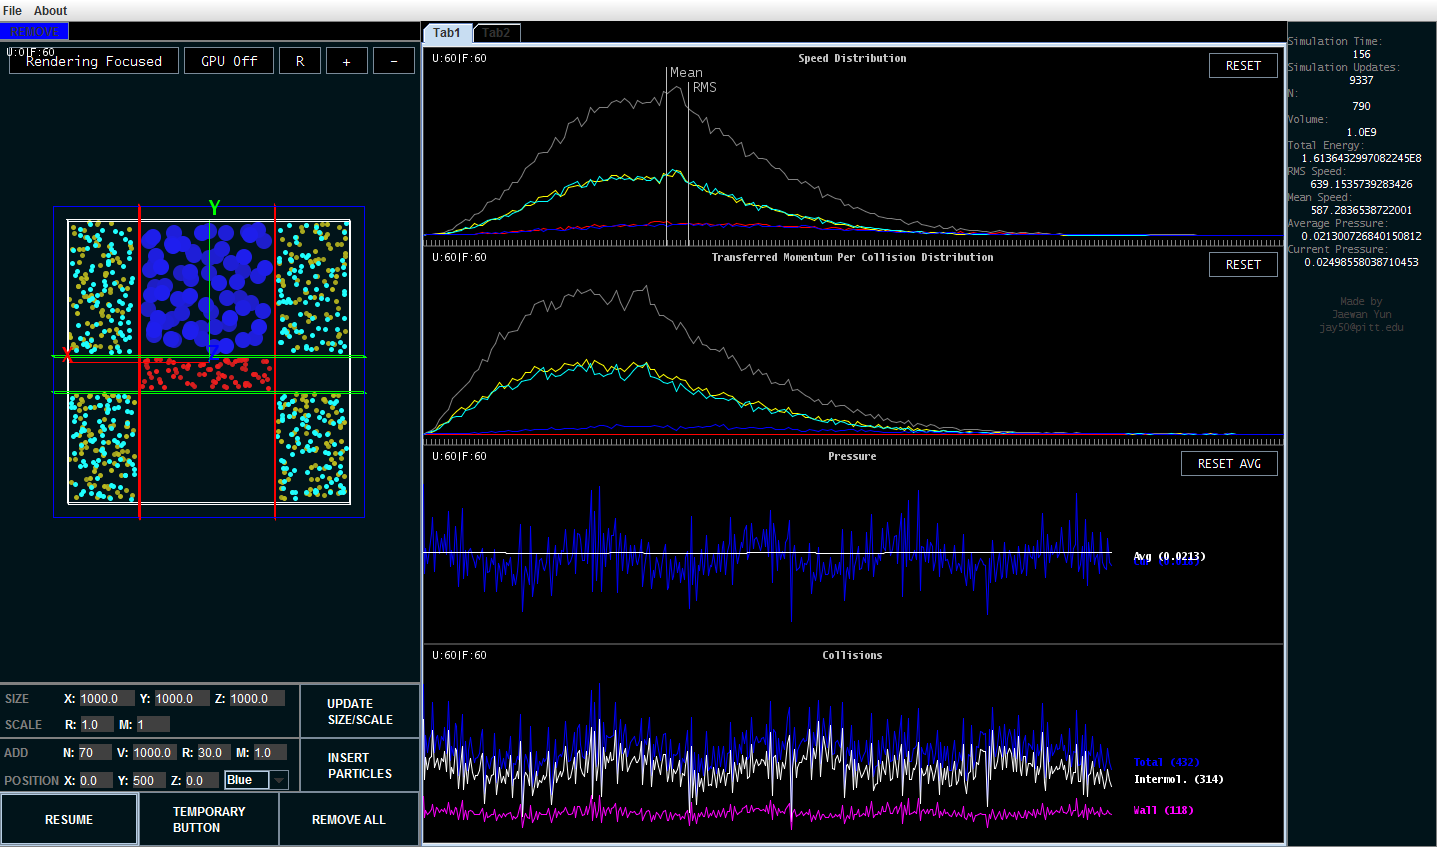 File About
REMOVE
U:0|F:60
Rendering Focused GPU Off R + -
Y
X
Z
SIZE X: 1000.0 Y: 1000.0 Z: 1000.0
SCALE R: 1.0 M: 1
UPDATE
SIZE/SCALE
ADD N: 70 V: 1000.0 R: 30.0 M: 1.0
POSITION X: 0.0 Y: 500 Z: 0.0 Blue
INSERT
PARTICLES
RESUME
TEMPORARY
BUTTON
REMOVE ALL
Tab1 Tab2
U:60|F:60 Speed Distribution RESET
Mean
RMS
U:60|F:60 Transferred Momentum Per Collision Distribution RESET
U:60|F:60 Pressure RESET AVG
Avg (0.0213)
U:60|F:60 Collisions
Total (432)
Intermol. (314)
Wall (118)
Simulation Time:
156
Simulation Updates:
9337
N:
790
Volume:
1.0E9
Total Energy:
1.6136432997082245E8
RMS Speed:
639.1535739283426
Mean Speed:
587.2836538722001
Average Pressure:
0.021300726840150812
Current Pressure:
0.02498558038710453
Made by
Jaewan Yun
jay50@pitt.edu